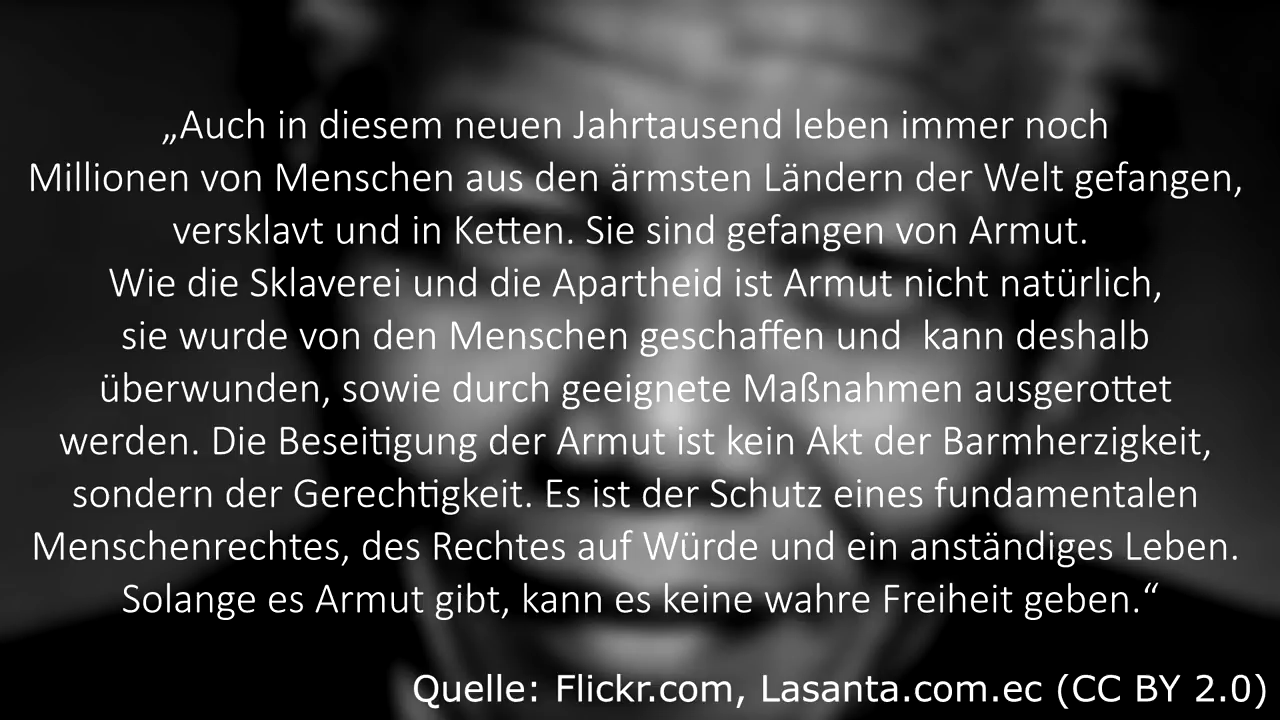 „Auch in diesem neuen Jahrtausend leben immer noch
Millionen von Menschen aus den ärmsten Ländern der Welt gefangen,
versklavt und in Ketten. Sie sind gefangen von Armut.
Wie die Sklaverei und die Apartheid ist Armut nicht natürlich,
sie wurde von den Menschen geschaffen und  kann deshalb
überwunden, sowie durch geeignete Maßnahmen ausgerottet
werden. Die Beseitigung der Armut ist kein Akt der Barmherzigkeit,
sondern der Gerechtigkeit. Es ist der Schutz eines fundamentalen
Menschenrechtes, des Rechtes auf Würde und ein anständiges Leben.
Solange es Armut gibt, kann es keine wahre Freiheit geben.“
Quelle: Flickr.com, Lasanta.com.ec (CC BY 2.0)